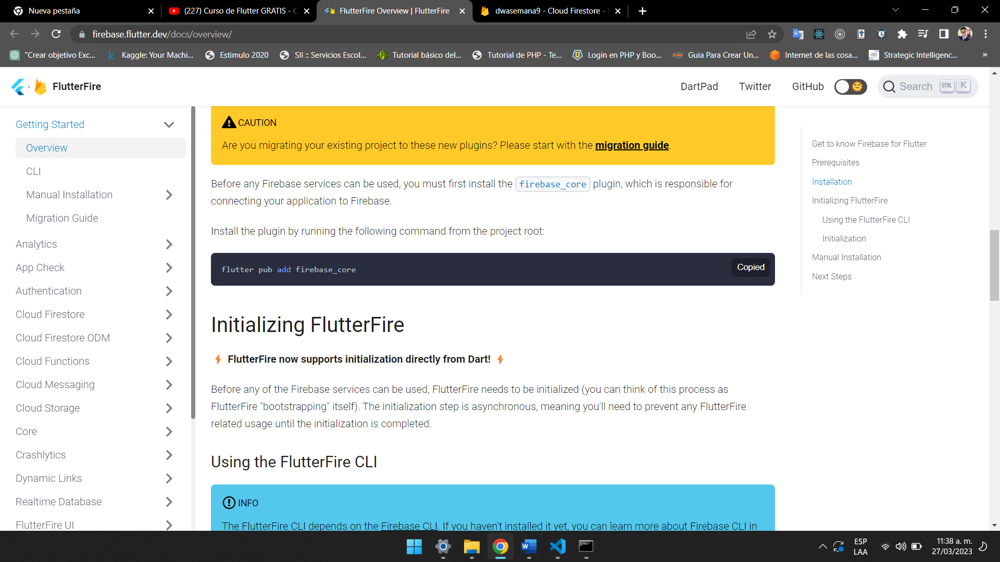 Nueva pestaña
(227) Curso de Flutter GRATIS - C
FlutterFire Overview | FlutterFire
dwasemana9 - Cloud Firestore -
firebase.flutter.dev/docs/overview/
"Crear objetivo Exc...
Kaggle: Your Machi...
Estimulo 2020
SII :: Servicios Escol...
Tutorial básico del...
Tutorial de PHP - Te...
Login en PHP y Boo...
Guia Para Crear Un...
Internet de las cosa...
Strategic Intelligenc...
»
FlutterFire
DartPad
Twitter
GitHub
Search
CTRL
K
Getting Started
Overview
CLI
Manual Installation
Migration Guide
Analytics
App Check
Authentication
Cloud Firestore
Cloud Firestore ODM
Cloud Functions
Cloud Messaging
Cloud Storage
Core
Crashlytics
Dynamic Links
Realtime Database
FlutterFire UI
CAUTION
Are you migrating your existing project to these new plugins? Please start with the migration guide.
Before any Firebase services can be used, you must first install the firebase_core plugin, which is responsible for
connecting your application to Firebase.
Install the plugin by running the following command from the project root:
flutter pub add firebase_core
Copied
Initializing FlutterFire
FlutterFire now supports initialization directly from Dart!
Before any of the Firebase services can be used, FlutterFire needs to be initialized (you can think of this process as
FlutterFire "bootstrapping" itself). The initialization step is asynchronous, meaning you'll need to prevent any FlutterFire
related usage until the initialization is completed.
Using the FlutterFire CLI
INFO
The FlutterFire CLI depends on the Firebase CLI. If you haven't installed it yet, you can learn more about Firebase CLI in
Get to know Firebase for Flutter
Prerequisites
Installation
Initializing FlutterFire
Using the FlutterFire CLI
Initialization
Manual Installation
Next Steps
ESP
LAA
11:38 a. m.
27/03/2023